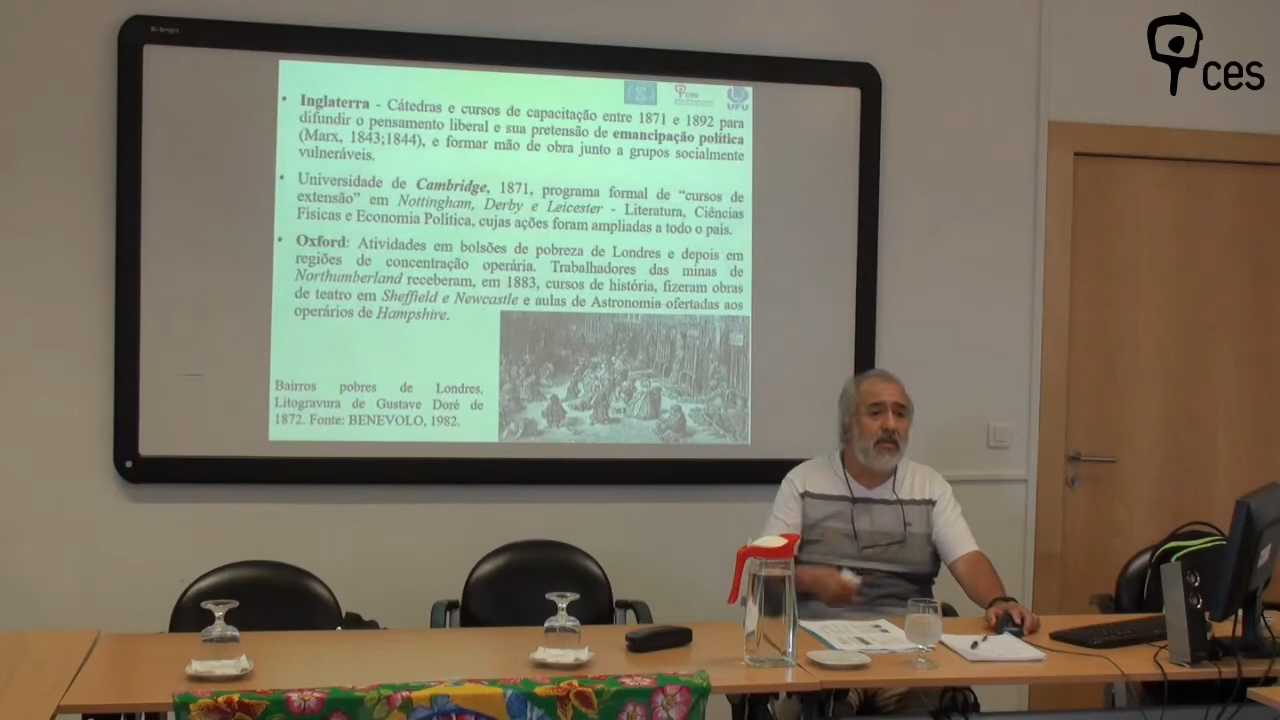 ces
Inglaterra - Cátedras e cursos de capacitação entre 1871 e 1892 para
difundir o pensamento liberal e sua pretensão de emancipação política
(Marx, 1843;1844), e formar mão de obra junto a grupos socialmente
vulneráveis.
Universidade de Cambridge, 1871, programa formal de “cursos de
extensão” em Nottingham, Derby e Leicester - Literatura, Ciências
Físicas e Economia Política, cujas ações foram ampliadas a todo o país.
Oxford: Atividades em bolsões de pobreza de Londres e depois em
regiões de concentração operária. Trabalhadores das minas de
Northumberland receberam, em 1883, cursos de história, fizeram obras
de teatro em Sheffield e Newcastle e aulas de Astronomia ofertadas aos
operários de Hampshire.
Bairros pobres de Londres.
Litogravura de Gustave Doré de
1872. Fonte: BENEVOLO, 1982.
ces
UFU